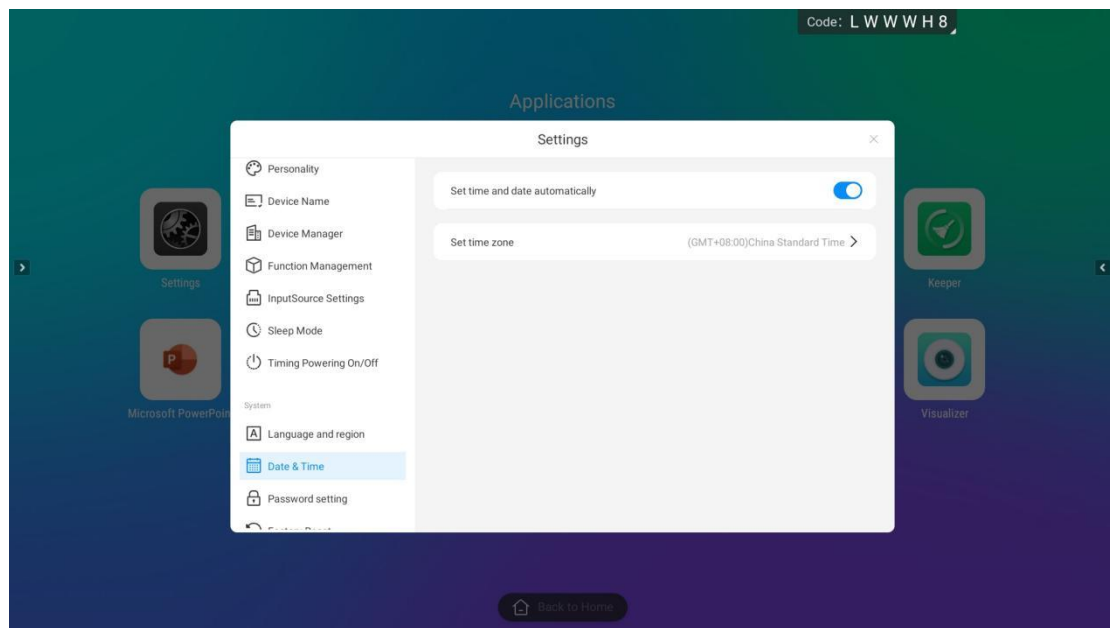 Code: LWWWH8
Applications
Settings
Personality
Device Name
Device Manager
Function Management
InputSource Settings
Sleep Mode
Timing Powering On/Off
System
Language and region
Date & Time
Password setting
Set time and date automatically
Set time zone (GMT+08:00)China Standard Time
Settings
Microsoft PowerPoin
Keeper
Visualizer
Back to Home